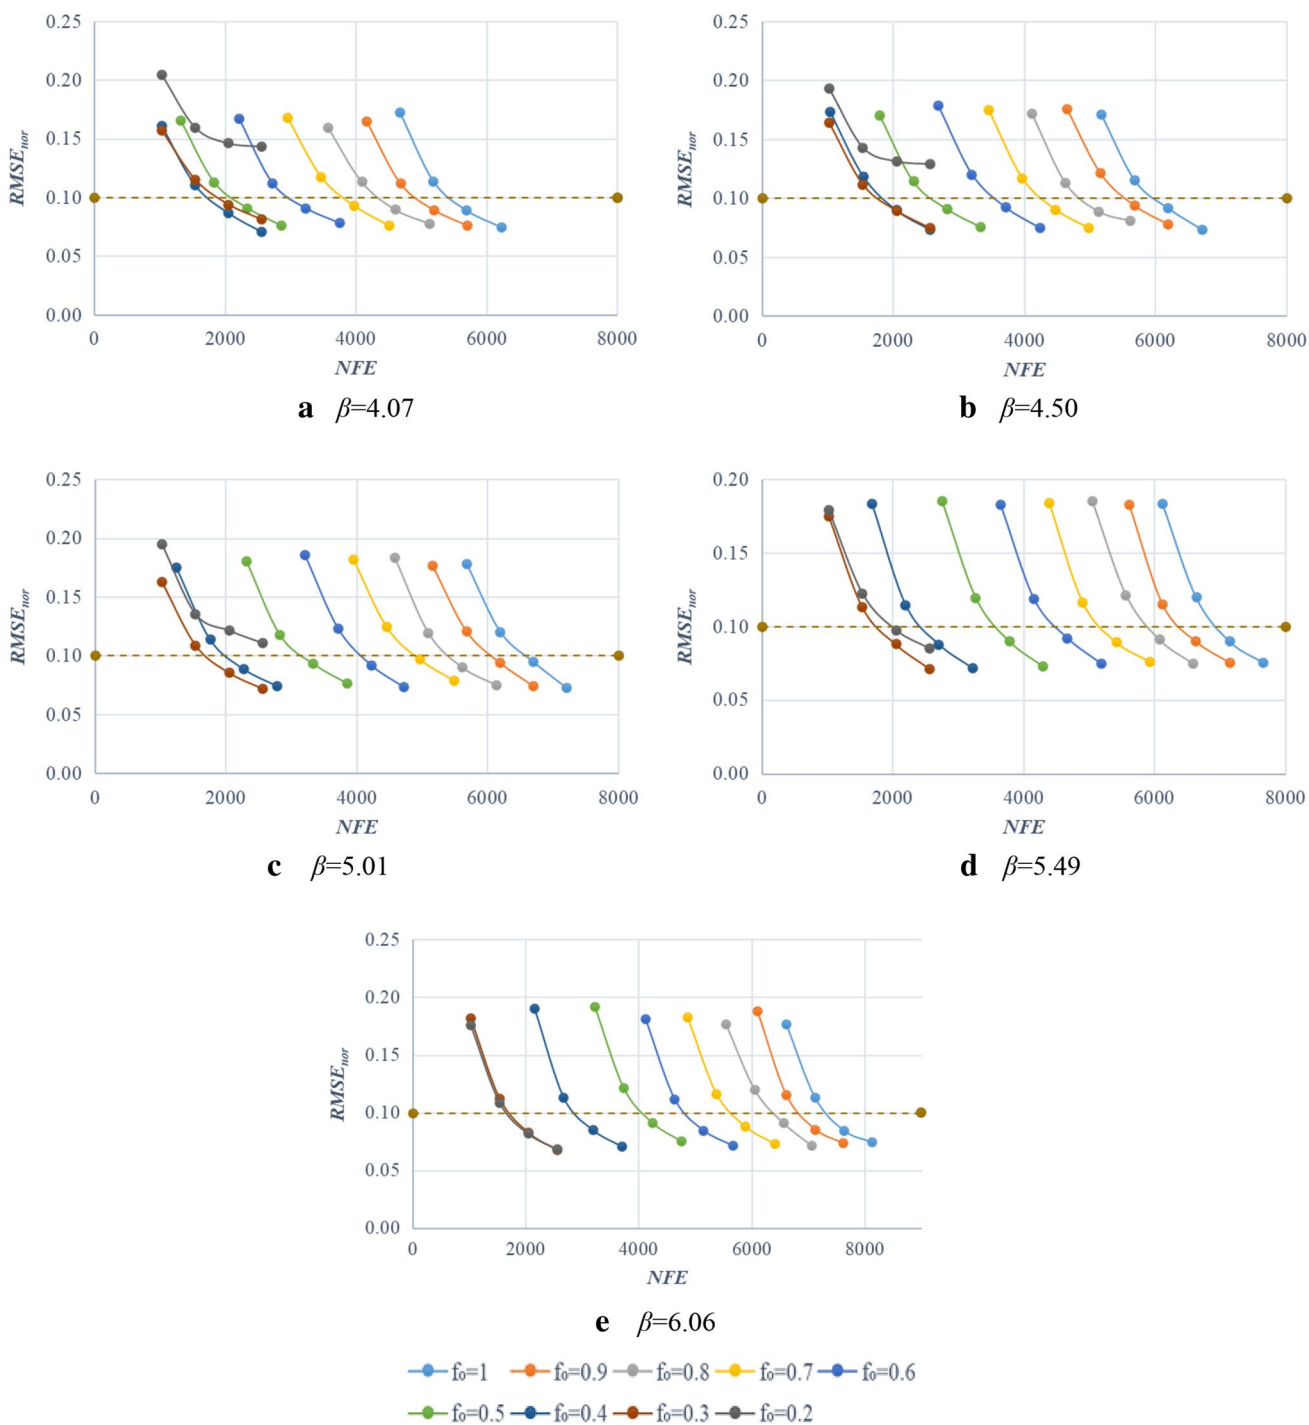 0.25 0.25
0.20 0.20
0.15 0.15
RMSE_nor RMSE_nor
0.10 0.10
0.05 0.05
0.00 0.00
0 2000 4000 6000 8000 0 2000 4000 6000 8000
NFE NFE
a β=4.07 b β=4.50
0.25 0.20
0.20 0.15
0.15
RMSE_nor RMSE_nor
0.10 0.10
0.05 0.05
0.00 0.00
0 2000 4000 6000 8000 0 2000 4000 6000 8000
NFE NFE
c β=5.01 d β=5.49
0.25
0.20
0.15
RMSE_nor
0.10
0.05
0.00
0 2000 4000 6000 8000
NFE
e β=6.06
f₀=1 f₀=0.9 f₀=0.8 f₀=0.7 f₀=0.6
f₀=0.5 f₀=0.4 f₀=0.3 f₀=0.2